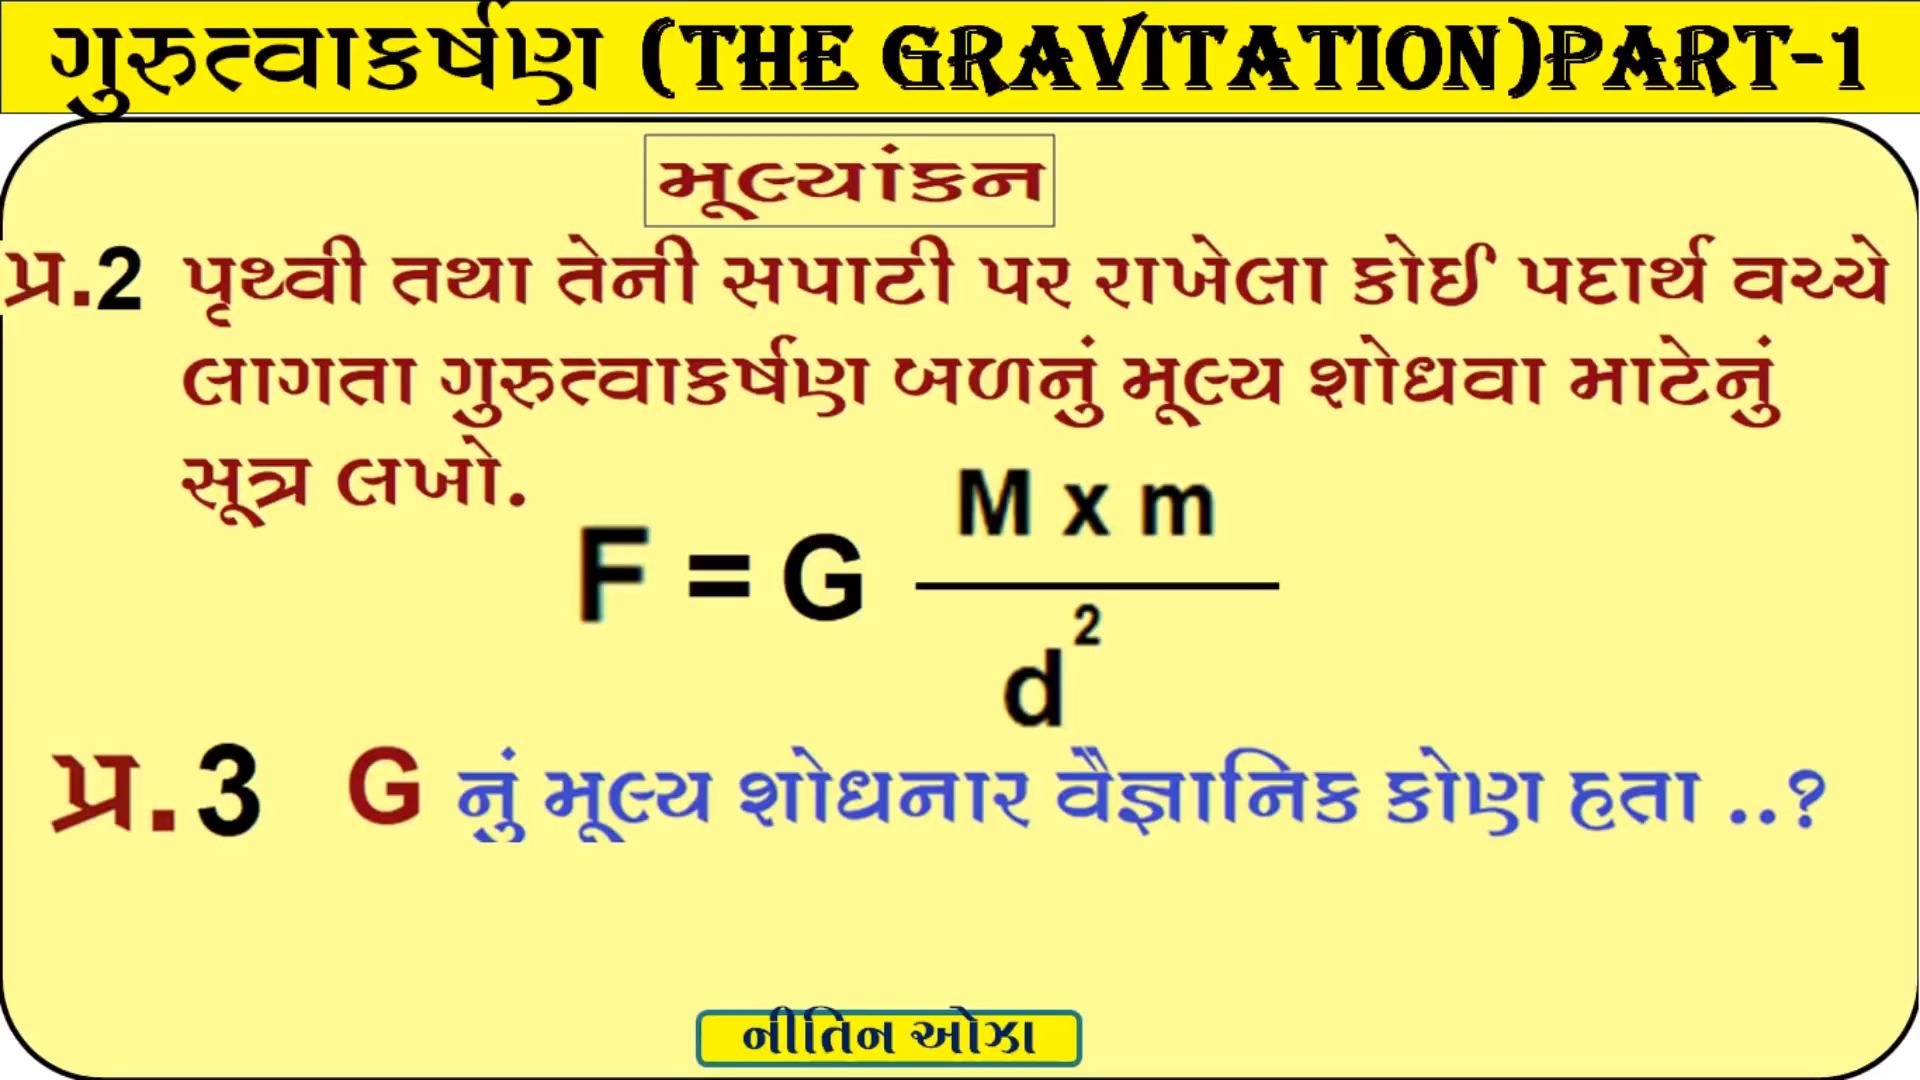 ગુરુત્વાકર્ષણ (THE GRAVITATION)PART-1
મૂલ્યાંકન
પ્ર.2 પૃથ્વી તથા તેની સપાટી પર રાખેલા કોઈ પદાર્થ વચ્ચે
લાગતા ગુરુત્વાકર્ષણ બળનું મૂલ્ય શોધવા માટેનું
સૂત્ર લખો.
M x m
F = G
d²
પ્ર.3 G નું મૂલ્ય શોધનાર વૈજ્ઞાનિક કોણ હતા ..?
નીતિન ઓઝા